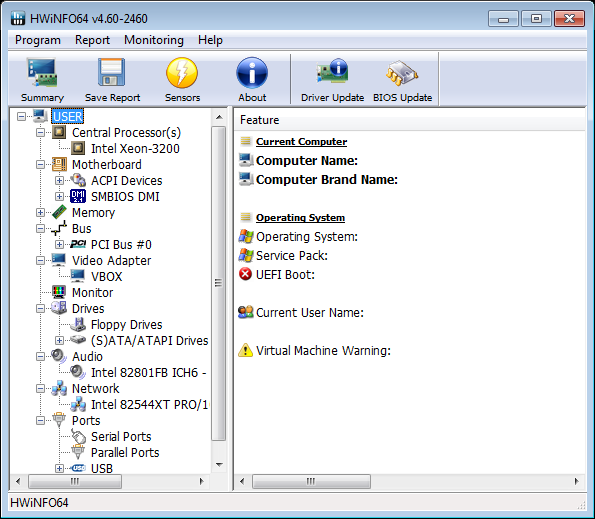 HWiNFO64 v4.60-2460
Program Report Monitoring Help
Summary Save Report Sensors About Driver Update BIOS Update
USER
Central Processor(s)
Intel Xeon-3200
Motherboard
ACPI Devices
DMI 2.1 SMBIOS DMI
Memory
Bus
PCI PCI Bus #0
Video Adapter
VBOX
Monitor
Drives
Floppy Drives
(S)ATA/ATAPI Drives
Audio
Intel 82801FB ICH6 -
Network
Intel 82544XT PRO/1
Ports
Serial Ports
Parallel Ports
USB
Feature
Current Computer
Computer Name:
Computer Brand Name:
Operating System
Operating System:
Service Pack:
UEFI Boot:
Current User Name:
Virtual Machine Warning:
HWiNFO64